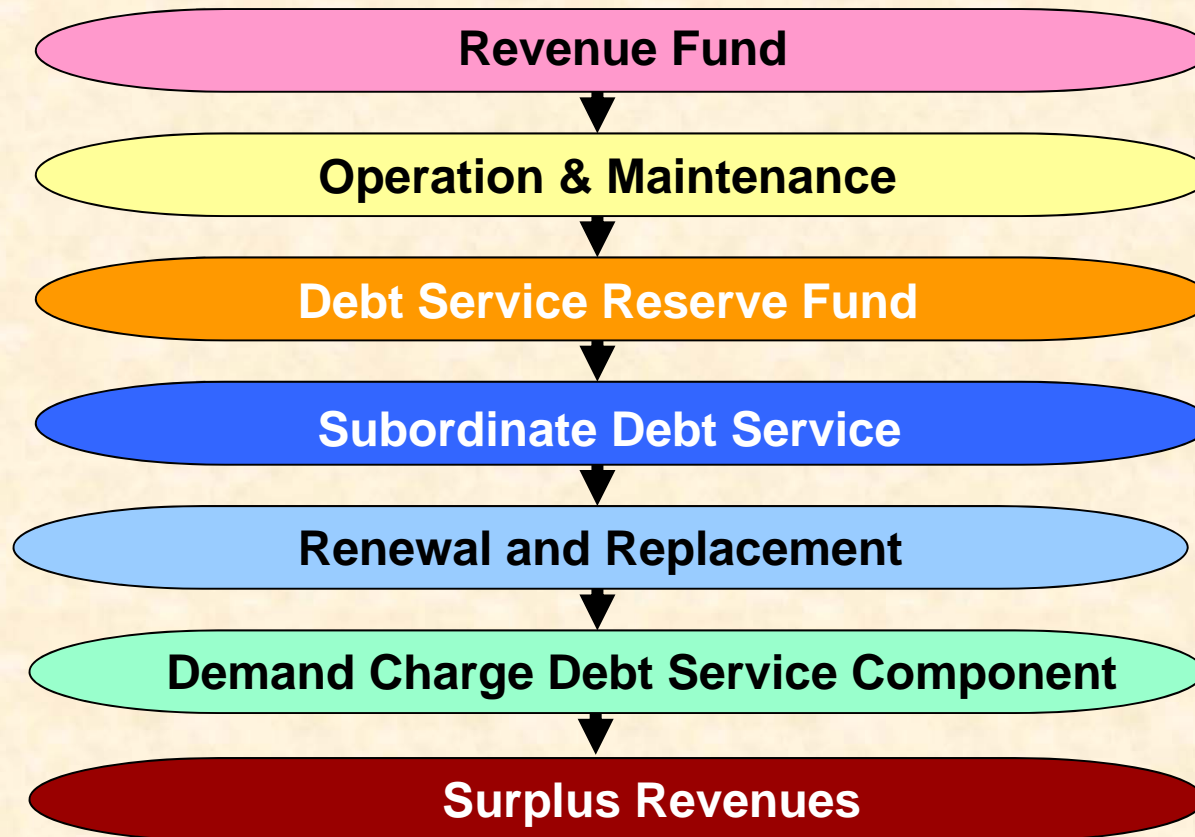 Revenue Fund
Operation & Maintenance
Debt Service Reserve Fund
Subordinate Debt Service
Renewal and Replacement
Demand Charge Debt Service Component
Surplus Revenues